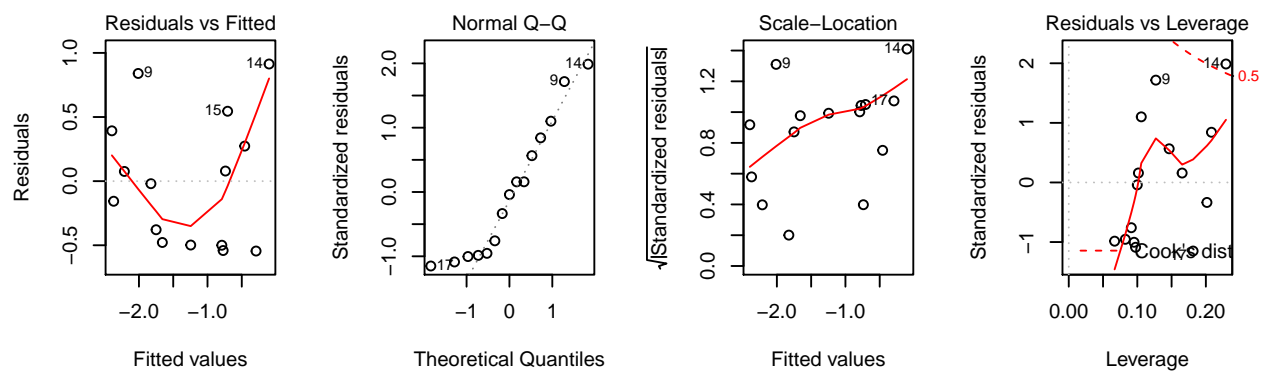 Residuals vs Fitted
Residuals
−0.5 0.0 0.5 1.0
9
14
15
−2.0 −1.0
Fitted values
Normal Q−Q
Standardized residuals
−1.0 0.0 1.0 2.0
14
9
17
−1 0 1
Theoretical Quantiles
Scale−Location
√|Standardized residuals|
0.0 0.4 0.8 1.2
14
9
17
−2.0 −1.0
Fitted values
Residuals vs Leverage
Standardized residuals
−1 0 1 2
14
9
0.5
17
Cook's dist
0.00 0.10 0.20
Leverage